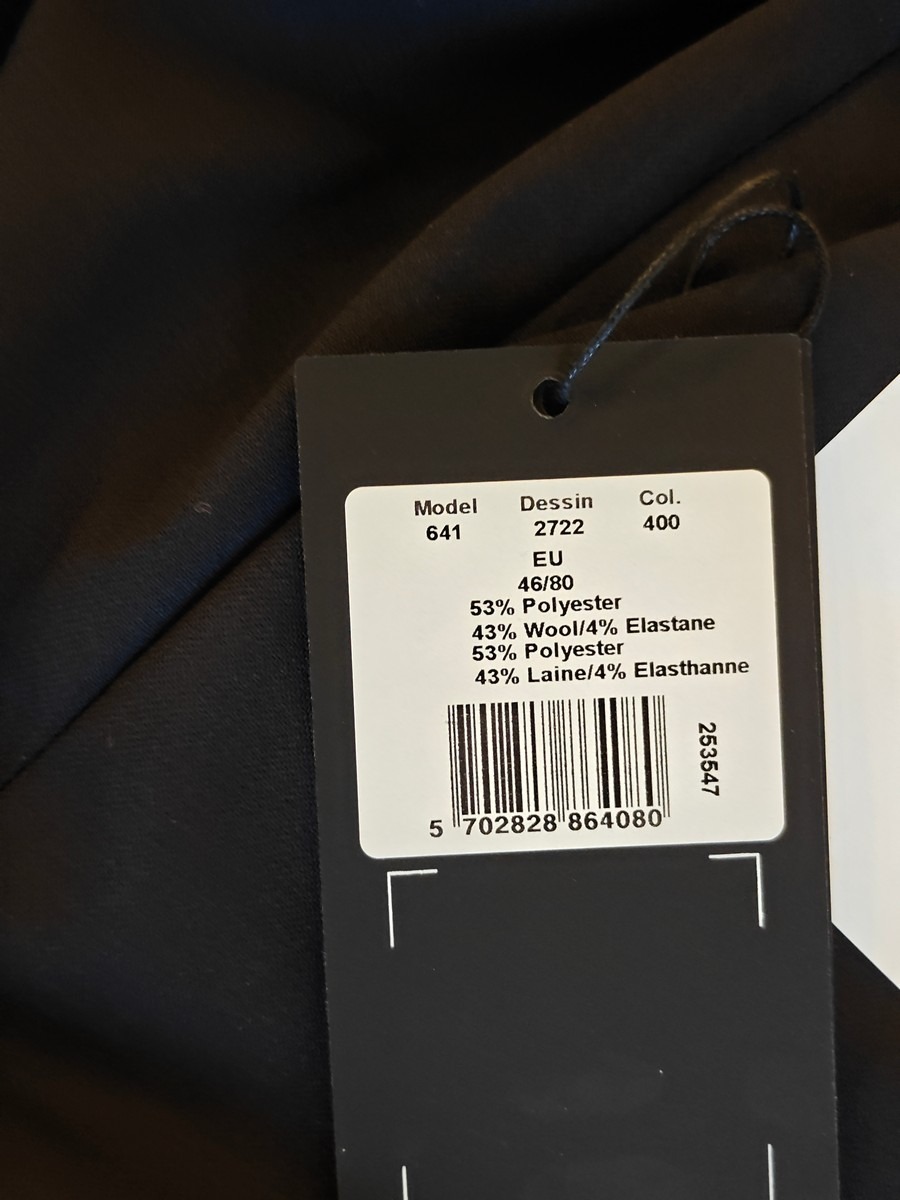 Model Dessin Col.
641 2722 400
EU
46/80
53% Polyester
43% Wool/4% Elastane
53% Polyester
43% Laine/4% Elasthanne
253547
5 702828 864080